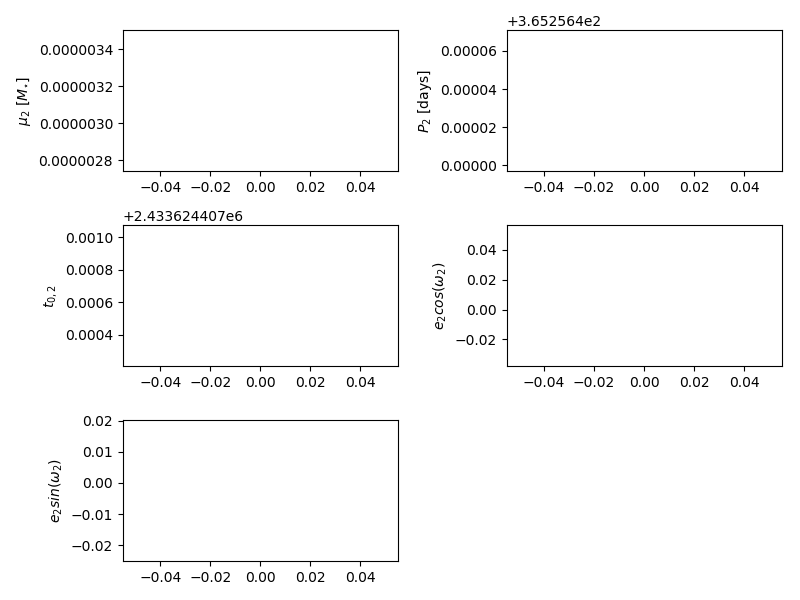 +3.652564e2
0.0000034
0.0000032
0.0000030
0.0000028
μ₂ [M⋆]
−0.04 −0.02 0.00 0.02 0.04
0.00006
0.00004
0.00002
0.00000
P₂ [days]
−0.04 −0.02 0.00 0.02 0.04
+2.433624407e6
0.0010
0.0008
0.0006
0.0004
t₀,₂
−0.04 −0.02 0.00 0.02 0.04
0.04
0.02
0.00
−0.02
e₂cos(ω₂)
−0.04 −0.02 0.00 0.02 0.04
0.02
0.01
0.00
−0.01
−0.02
e₂sin(ω₂)
−0.04 −0.02 0.00 0.02 0.04